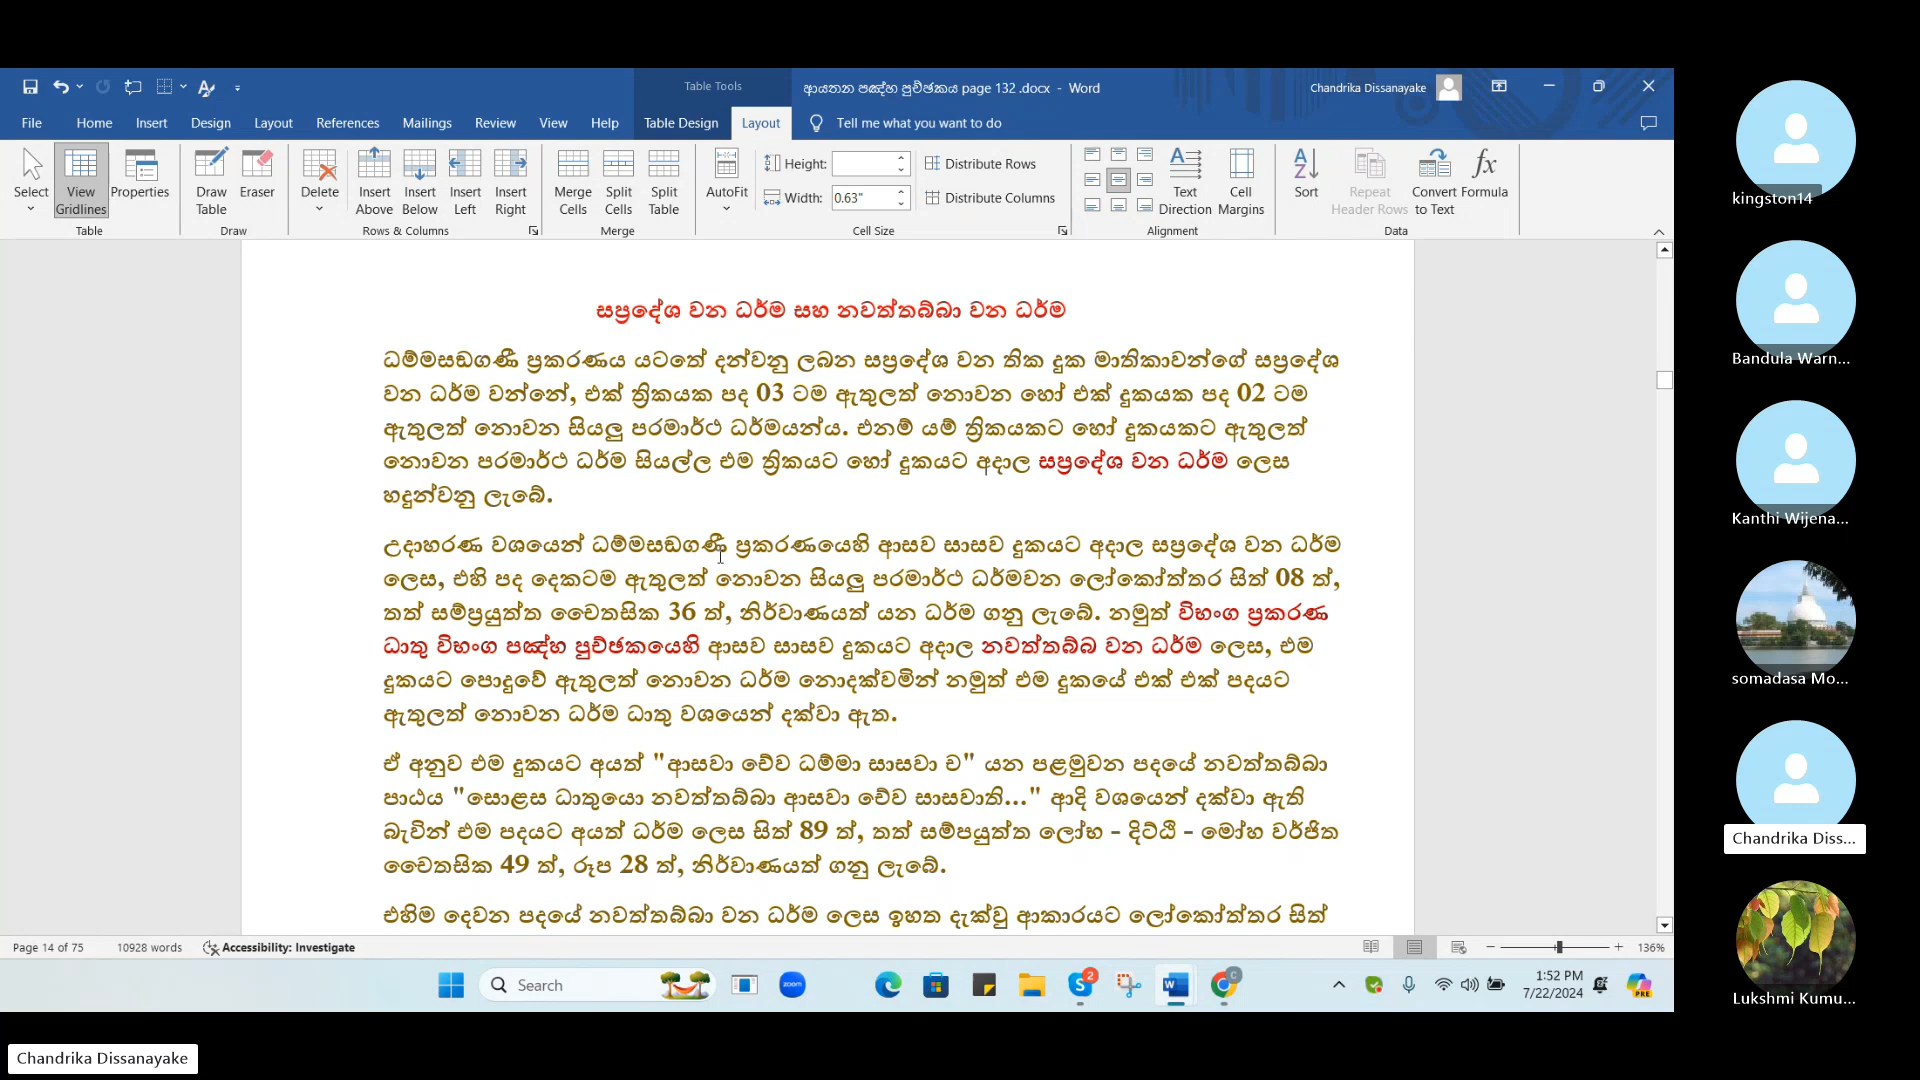 Table Tools
ආයතන පඤ්හ පුච්ඡකය page 132 .docx - Word
Chandrika Dissanayake
File Home Insert Design Layout References Mailings Review View Help Table Design Layout Tell me what you want to do
Select
View Gridlines
Properties
Table
Draw Table
Eraser
Draw
Delete
Insert Above
Insert Below
Insert Left
Insert Right
Rows & Columns
Merge Cells
Split Cells
Split Table
Merge
AutoFit
Height:
Width: 0.63"
Distribute Rows
Distribute Columns
Cell Size
Text Direction
Cell Margins
Alignment
Sort
Repeat Header Rows
Convert to Text
Formula
Data
සප්‍රදේශ වන ධර්ම සහ නවත්තබ්බා වන ධර්ම
ධම්මසඞගණී ප්‍රකරණය යටතේ දන්වනු ලබන සප්‍රදේශ වන තික දුක මාතිකාවන්ගේ සප්‍රදේශ
වන ධර්ම වන්නේ, එක් ත්‍රිකයක පද 03 ටම ඇතුලත් නොවන හෝ එක් දුකයක පද 02 ටම
ඇතුලත් නොවන සියලු පරමාර්ථ ධර්මයන්ය. එනම් යම් ත්‍රිකයකට හෝ දුකයකට ඇතුලත්
නොවන පරමාර්ථ ධර්ම සියල්ල එම ත්‍රිකයට හෝ දුකයට අදාල සප්‍රදේශ වන ධර්ම ලෙස
හදුන්වනු ලැබේ.
උදාහරණ වශයෙන් ධම්මසඞගණී ප්‍රකරණයෙහි ආසව සාසව දුකයට අදාල සප්‍රදේශ වන ධර්ම
ලෙස, එහි පද දෙකටම ඇතුලත් නොවන සියලු පරමාර්ථ ධර්මවන ලෝකෝත්තර සිත් 08 ත්,
තත් සම්ප්‍රයුත්ත චෛතසික 36 ත්, නිර්වාණයත් යන ධර්ම ගනු ලැබේ. නමුත් විභංග ප්‍රකරණ
ධාතු විභංග පඤ්හ පුච්ඡකයෙහි ආසව සාසව දුකයට අදාල නවත්තබ්බ වන ධර්ම ලෙස, එම
දුකයට පොදුවේ ඇතුලත් නොවන ධර්ම නොදක්වමින් නමුත් එම දුකයේ එක් එක් පදයට
ඇතුලත් නොවන ධර්ම ධාතු වශයෙන් දක්වා ඇත.
ඒ අනුව එම දුකයට අයත් "ආසවා චේව ධම්මා සාසවා ච" යන පළමුවන පදයේ නවත්තබ්බා
පාඨය "සොළස ධාතුයො නවත්තබ්බා ආසවා චේව සාසවාති..." ආදි වශයෙන් දක්වා ඇති
බැවින් එම පදයට අයත් ධර්ම ලෙස සිත් 89 ත්, තත් සම්පයුත්ත ලෝභ - දිට්ඨි - මෝහ වර්ජිත
චෛතසික 49 ත්, රූප 28 ත්, නිර්වාණයත් ගනු ලැබේ.
එහිම දෙවන පදයේ නවත්තබ්බා වන ධර්ම ලෙස ඉහත දැක්වු ආකාරයට ලෝකෝත්තර සිත්
Page 14 of 75 10928 words Accessibility: Investigate 136%
Search
zoom
2
C
1:52 PM
7/22/2024
PRE
kingston14
Bandula Warn...
Kanthi Wijena...
somadasa Mo...
Chandrika Diss...
Lukshmi Kumu...
Chandrika Dissanayake